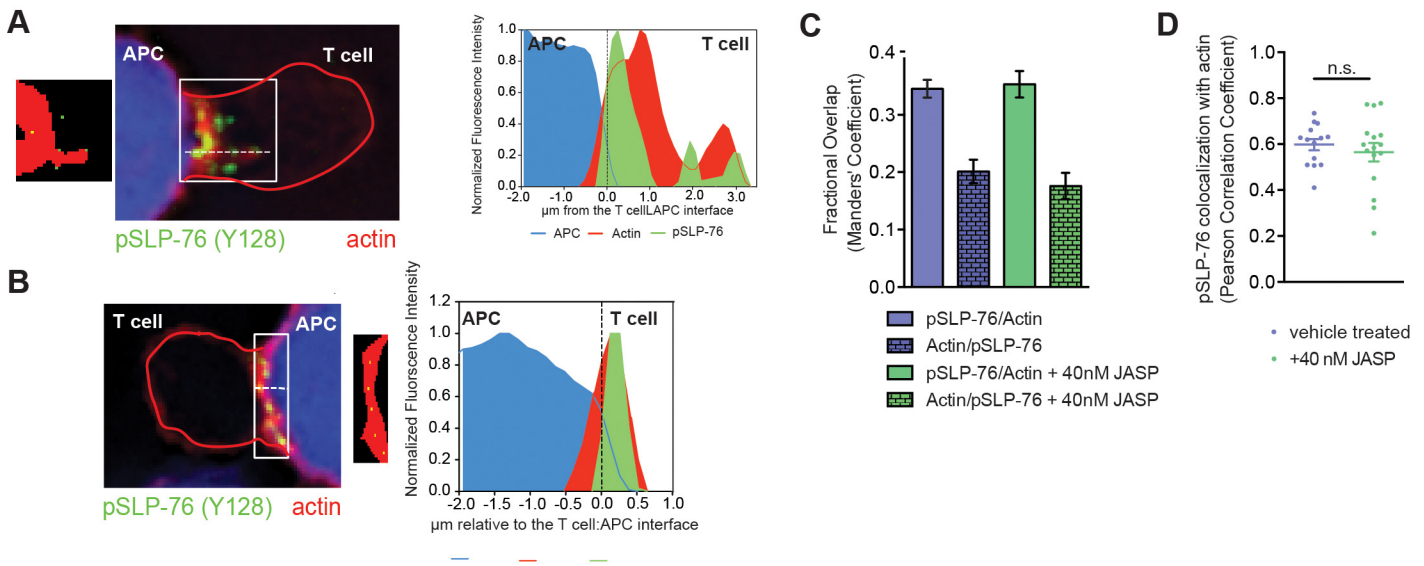 A
APC
T cell
pSLP-76 (Y128) actin
Normalized Fluorescence Intenisty
1.0
0.8
0.6
0.4
0.2
0.0
APC
T cell
-2.0 -1.0 0.0 1.0 2.0 3.0
µm from the T cellLAPC interface
APC Actin pSLP-76
B
T cell
APC
pSLP-76 (Y128) actin
Normalized Fluorescence Intensity
1.2
1.0
0.8
0.6
0.4
0.2
0.0
APC
T cell
-2.0 -1.5 -1.0 -0.5 0.0 0.5 1.0
µm relative to the T cell:APC interface
C
Fractional Overlap
(Manders' Coefficient)
0.4
0.3
0.2
0.1
0.0
pSLP-76/Actin
Actin/pSLP-76
pSLP-76/Actin + 40nM JASP
Actin/pSLP-76 + 40nM JASP
D
pSLP-76 colocalization with actin
(Pearson Correlation Coefficient)
1.0
0.8
0.6
0.4
0.2
0.0
n.s.
vehicle treated
+40 nM JASP